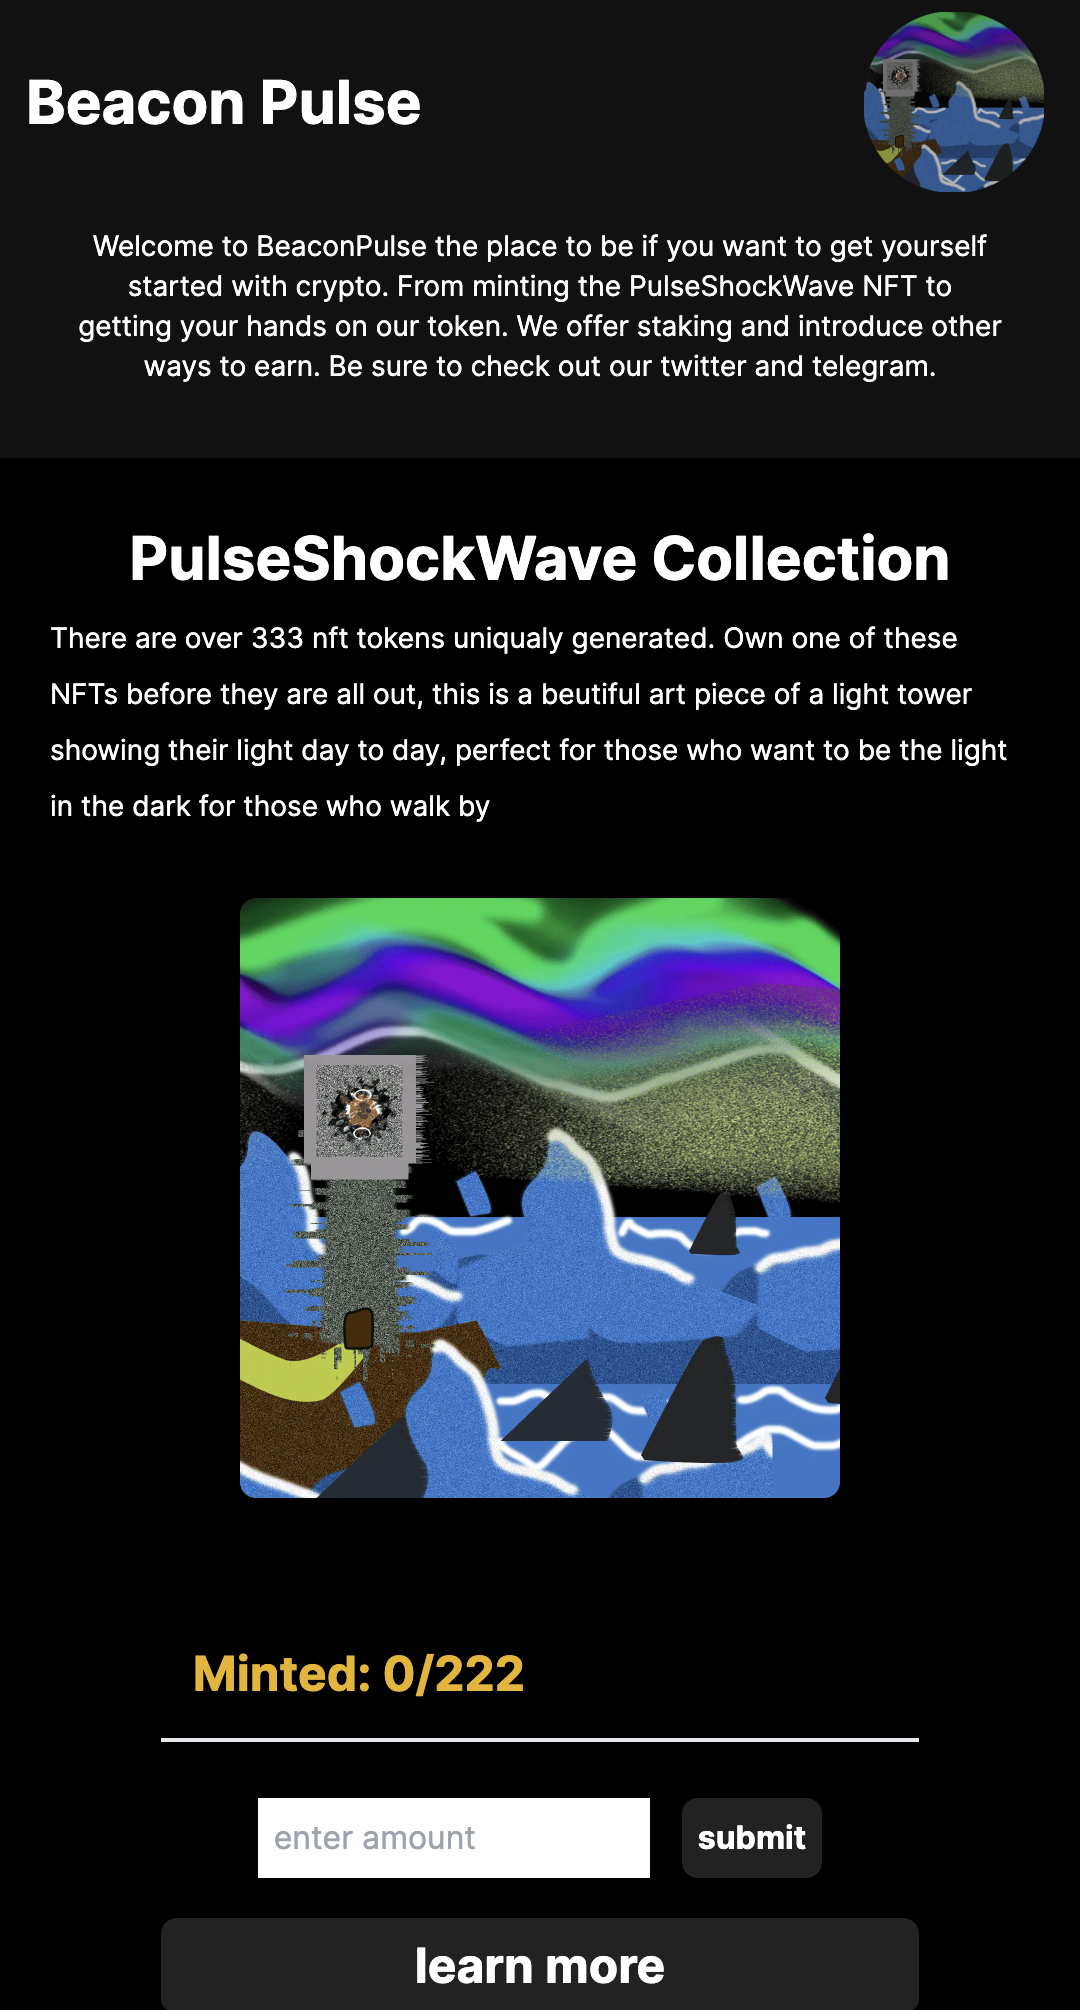 Beacon Pulse
Welcome to BeaconPulse the place to be if you want to get yourself
started with crypto. From minting the PulseShockWave NFT to
getting your hands on our token. We offer staking and introduce other
ways to earn. Be sure to check out our twitter and telegram.
PulseShockWave Collection
There are over 333 nft tokens uniqualy generated. Own one of these
NFTs before they are all out, this is a beutiful art piece of a light tower
showing their light day to day, perfect for those who want to be the light
in the dark for those who walk by
Minted: 0/222
enter amount
submit
learn more